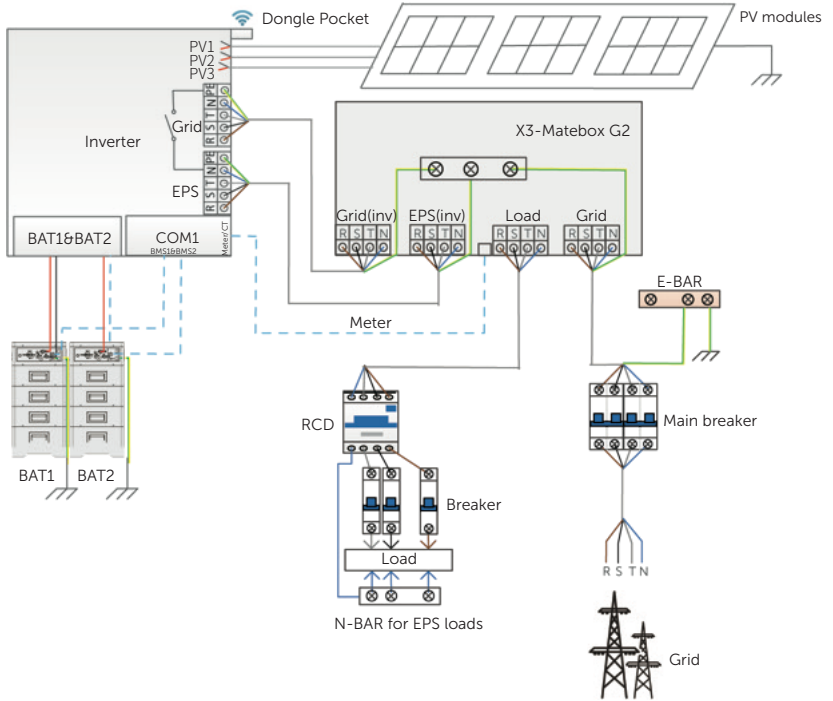 Dongle Pocket
PV modules
PV1
PV2
PV3
Inverter
Grid
PE
N
T
S
R
EPS
PE
N
T
S
R
X3-Matebox G2
Grid(inv)
EPS(inv)
Load
Grid
R S T N
R S T N
R S T N
R S T N
BAT1&BAT2
COM1
BMS1&BMS2
Meter/CT
Meter
E-BAR
RCD
Main breaker
BAT1
BAT2
Breaker
Load
R S T N
N-BAR for EPS loads
Grid